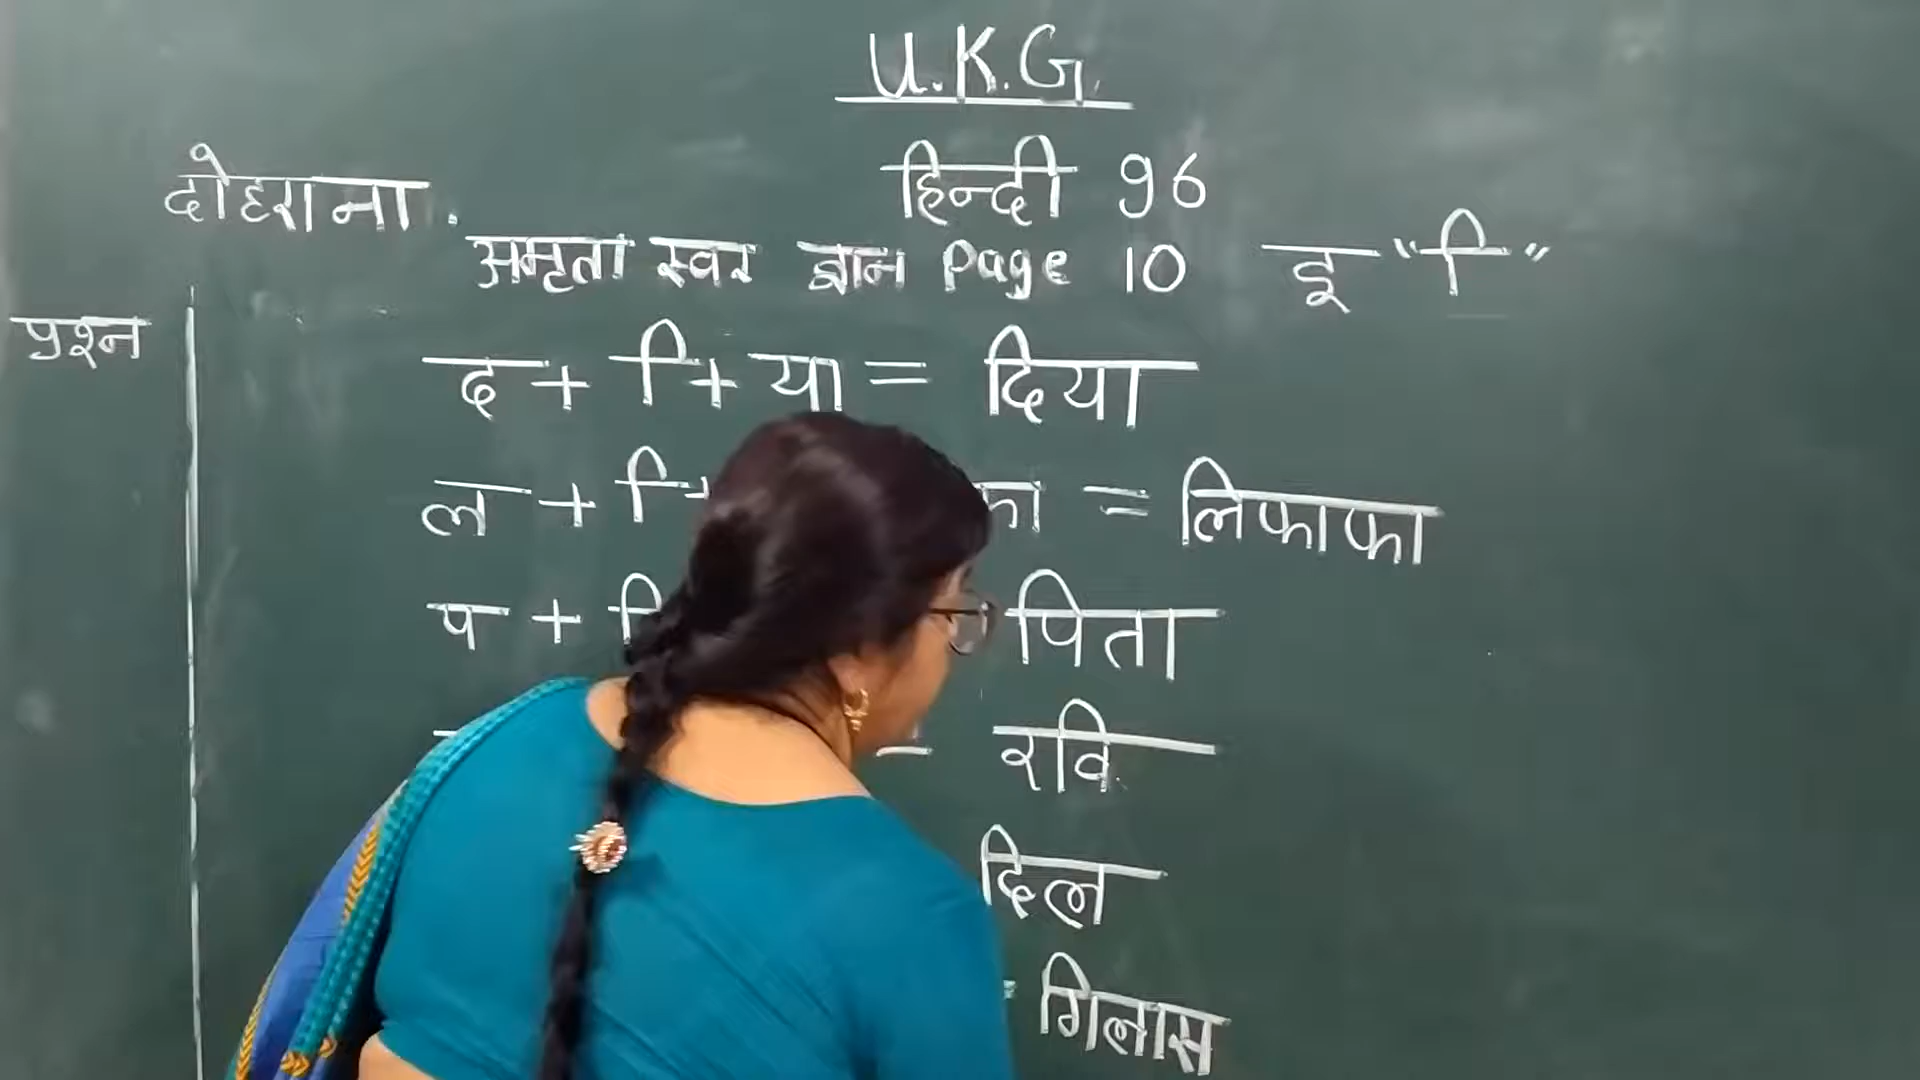 U.K.G.
हिन्दी 96
दोहराना.
अमृता स्वर ज्ञान Page 10 इ "ि"
प्रश्न
द + ि + या = दिया
ल + ि + = लिफाफा
प + ि पिता
रवि
दिल
= गिलास